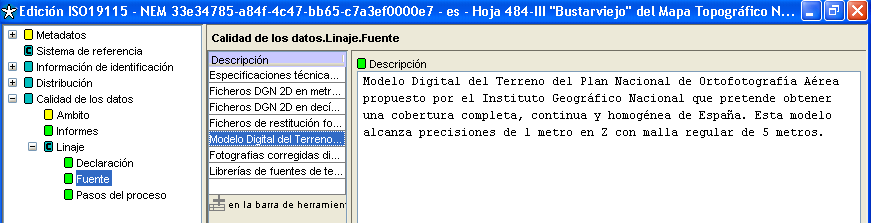 Edición ISO19115 - NEM 33e34785-a84f-4c47-bb65-c7a3ef0000e7 - es - Hoja 484-III "Bustarviejo" del Mapa Topográfico N...
Metadatos
Sistema de referencia
Información de identificación
Distribución
Calidad de los datos
Ambito
Informes
Linaje
Declaración
Fuente
Pasos del proceso
Calidad de los datos.Linaje.Fuente
Descripción
Especificaciones técnica...
Ficheros DGN 2D en metr...
Ficheros DGN 2D en decí...
Ficheros de restitución fo...
Modelo Digital del Terreno...
Fotografias corregidas di...
Librerías de fuentes de te...
en la barra de herramien
Descripción
Modelo Digital del Terreno del Plan Nacional de Ortofotografía Aérea
propuesto por el Instituto Geográfico Nacional que pretende obtener
una cobertura completa, continua y homogénea de España. Esta modelo
alcanza precisiones de 1 metro en Z con malla regular de 5 metros.